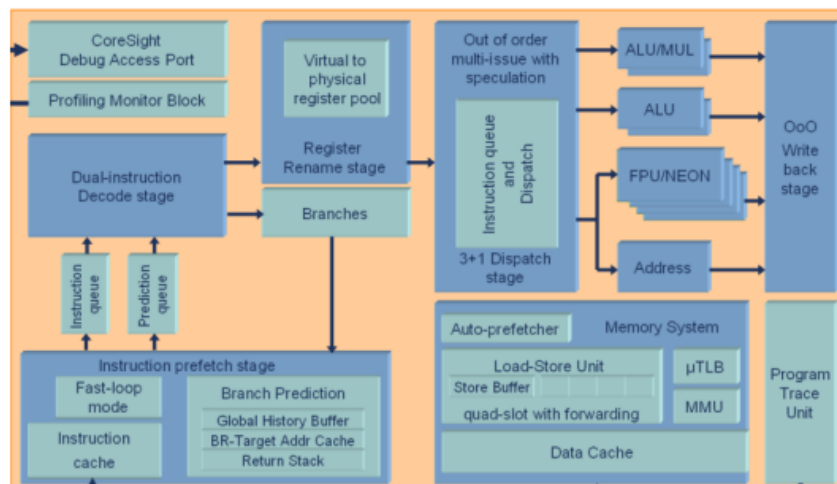 CoreSight
Debug Access Port
Profiling Monitor Block
Dual-instruction
Decode stage
Instruction
queue
Prediction
queue
Virtual to
physical
register pool
Register
Rename stage
Branches
Out of order
multi-issue with
speculation
Instruction queue
and
Dispatch
3+1 Dispatch
stage
ALU/MUL
ALU
FPU/NEON
Address
OoO
Write
back
stage
Instruction prefetch stage
Fast-loop
mode
Instruction
cache
Branch Prediction
Global History Buffer
BR-Target Addr Cache
Return Stack
Auto-prefetcher
Memory System
Load-Store Unit
Store Buffer
quad-slot with forwarding
µTLB
MMU
Data Cache
Program
Trace
Unit